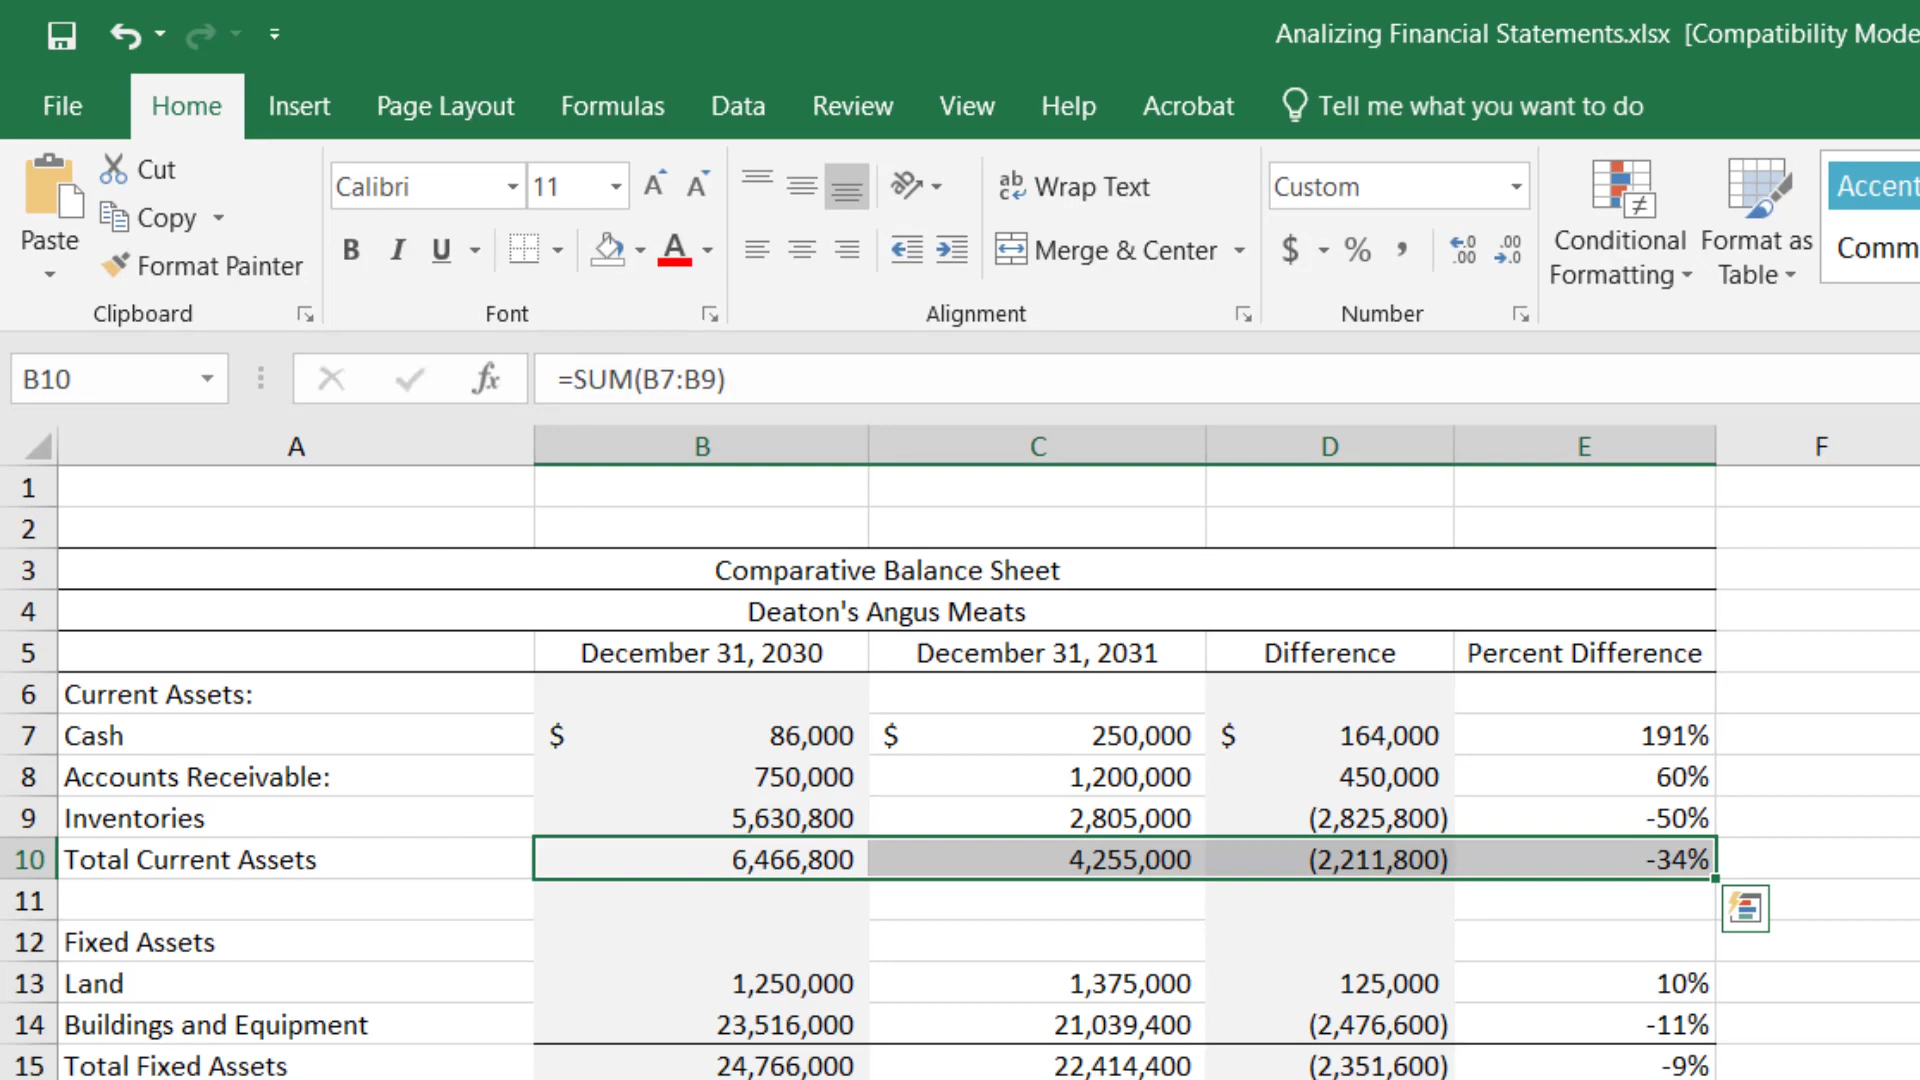 Analizing Financial Statements.xlsx [Compatibility Mode
File Home Insert Page Layout Formulas Data Review View Help Acrobat Tell me what you want to do
Paste
Cut
Copy
Format Painter
Clipboard
Calibri 11 A A
B I U A
Font
ab Wrap Text
Merge & Center
Alignment
Custom
$ % , .0 .00 .00 .0
Number
Conditional Formatting
Format as Table
Accent
Comm
B10 fx =SUM(B7:B9)
A B C D E F
1
2
3 Comparative Balance Sheet
4 Deaton's Angus Meats
5 December 31, 2030 December 31, 2031 Difference Percent Difference
6 Current Assets:
7 Cash $ 86,000 $ 250,000 $ 164,000 191%
8 Accounts Receivable: 750,000 1,200,000 450,000 60%
9 Inventories 5,630,800 2,805,000 (2,825,800) -50%
10 Total Current Assets 6,466,800 4,255,000 (2,211,800) -34%
11
12 Fixed Assets
13 Land 1,250,000 1,375,000 125,000 10%
14 Buildings and Equipment 23,516,000 21,039,400 (2,476,600) -11%
15 Total Fixed Assets 24,766,000 22,414,400 (2,351,600) -9%